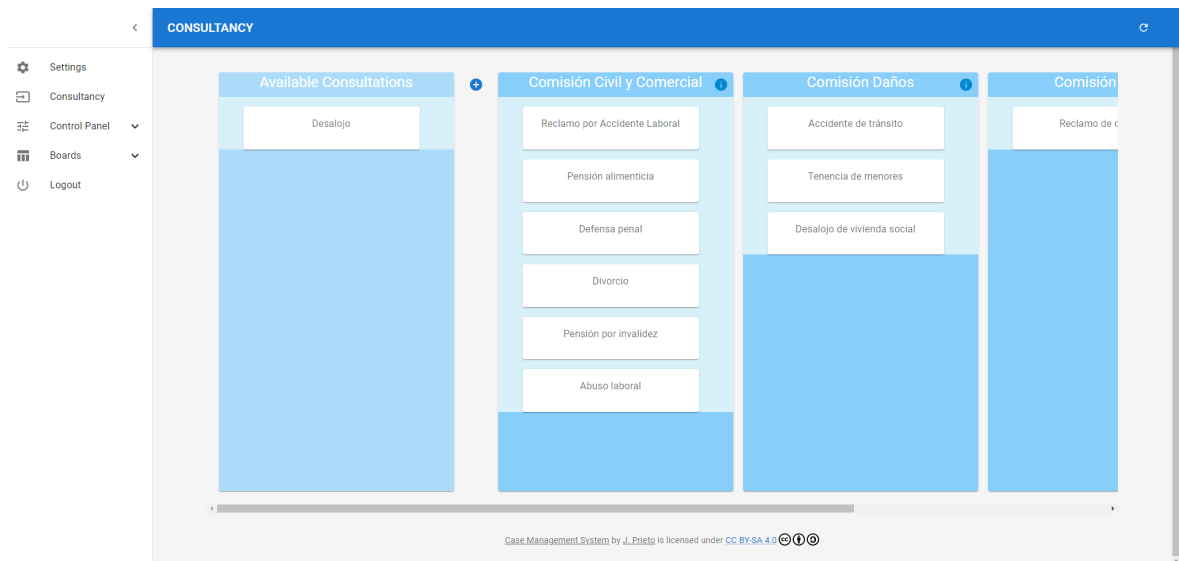 CONSULTANCY
Settings
Consultancy
Control Panel
Boards
Logout
Available Consultations
Desalojo
Comisión Civil y Comercial
Reclamo por Accidente Laboral
Pensión alimenticia
Defensa penal
Divorcio
Pensión por invalidez
Abuso laboral
Comisión Daños
Accidente de tránsito
Tenencia de menores
Desalojo de vivienda social
Comisión
Reclamo de
Case Management System by J. Prieto is licensed under CC BY-SA 4.0